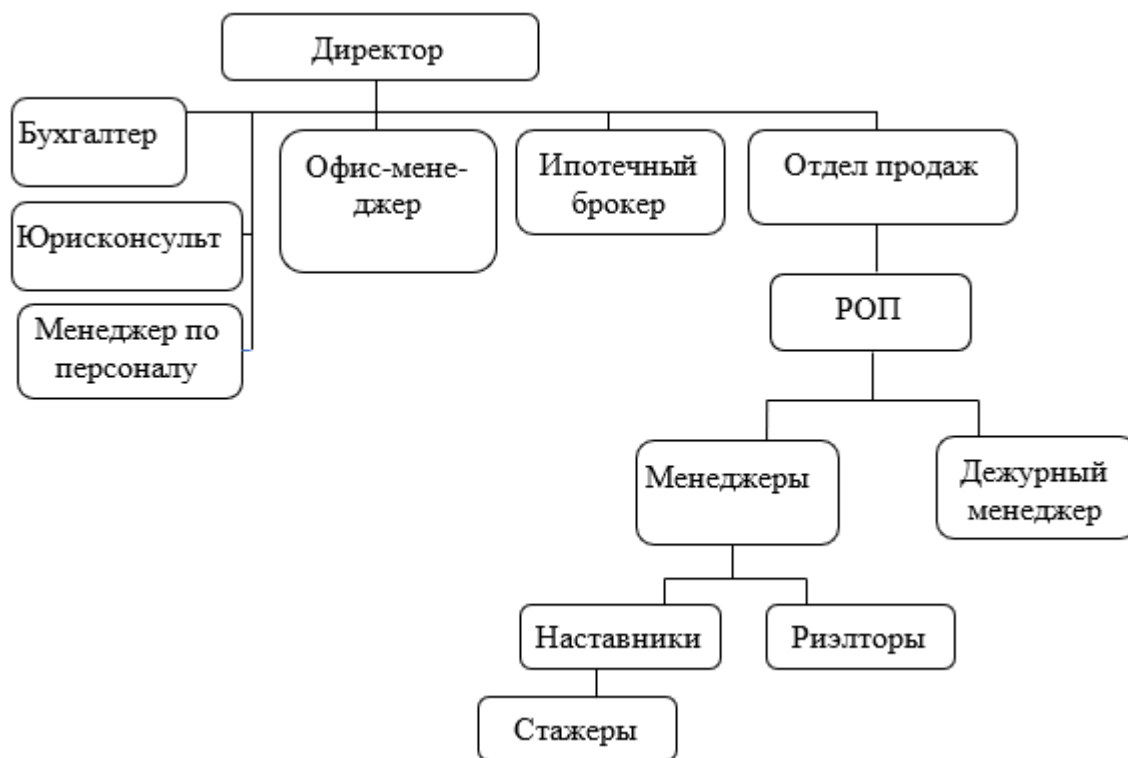 Директор
Бухгалтер
Офис-мене-
джер
Ипотечный
брокер
Отдел продаж
Юрисконсульт
Менеджер по
персоналу
РОП
Менеджеры
Дежурный
менеджер
Наставники
Риэлторы
Стажеры